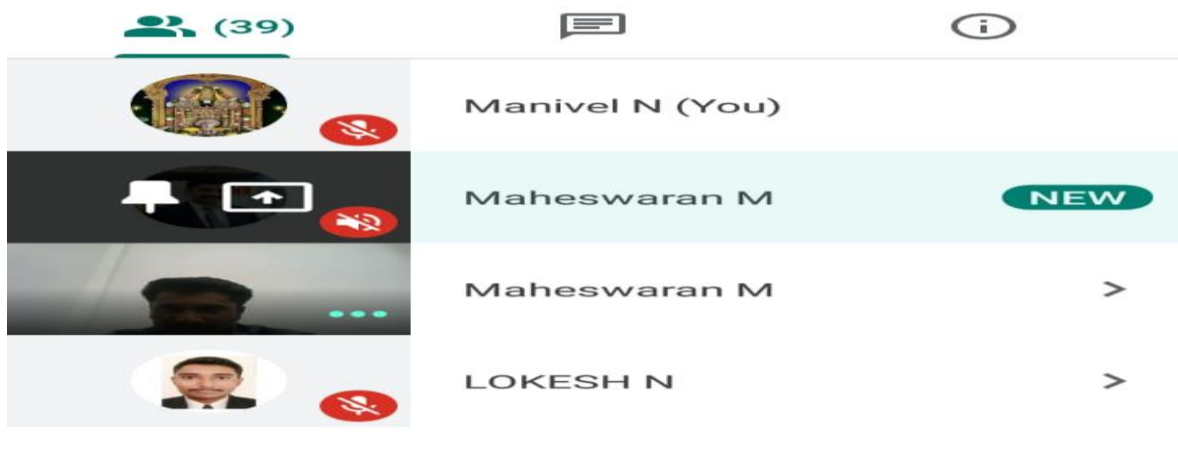 (39)
Manivel N (You)
Maheswaran M NEW
Maheswaran M
LOKESH N